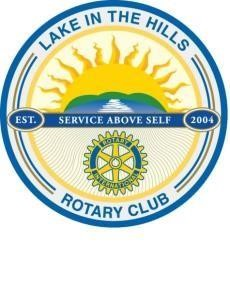 LAKE IN THE HILLS
EST. SERVICE ABOVE SELF 2004
ROTARY
INTERNATIONAL
ROTARY CLUB